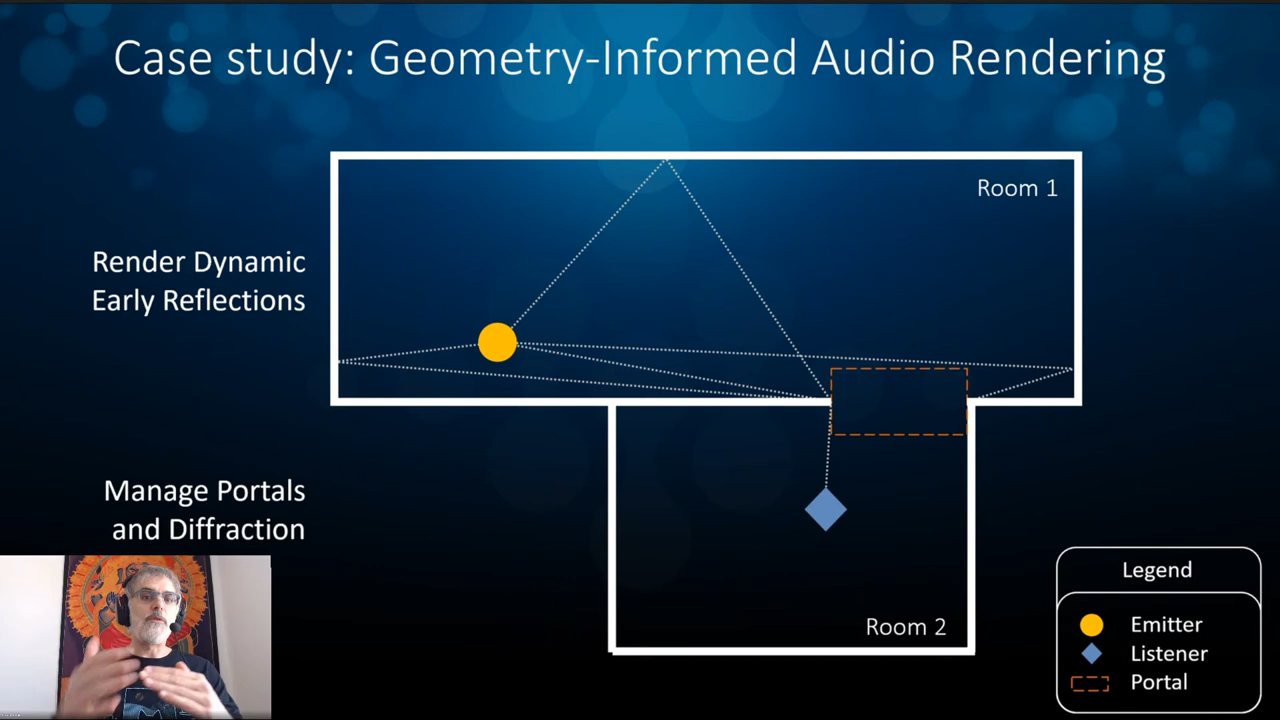 Case study: Geometry-Informed Audio Rendering
Room 1
Render Dynamic
Early Reflections
Manage Portals
and Diffraction
Room 2
Legend
Emitter
Listener
Portal